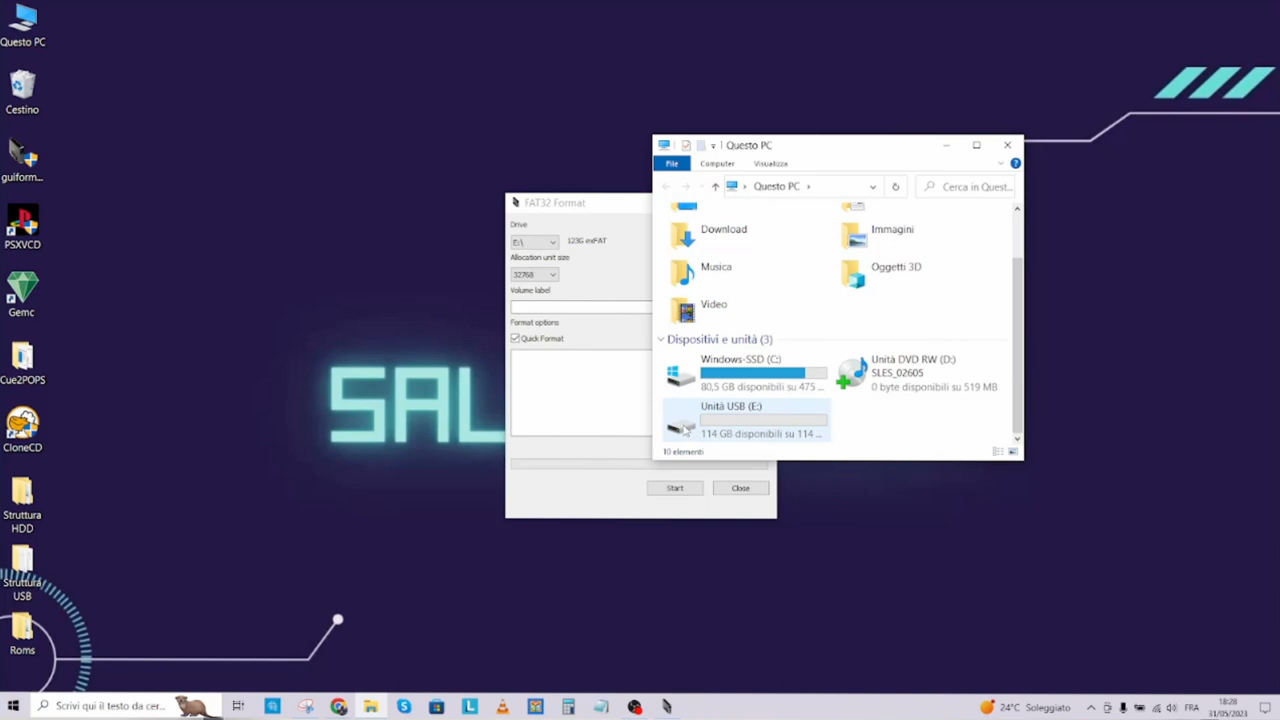 Questo PC
Cestino
guiform...
PSXVCD
Gemc
Cue2POPS
CloneCD
Struttura
HDD
Struttura
USB
Roms
SAL
FAT32 Format
Drive
E:\
123G exFAT
Allocation unit size
32768
Volume label
Format options
Quick Format
Start
Close
Questo PC
File
Computer
Visualizza
Questo PC
Cerca in Quest...
Download
Immagini
Musica
Oggetti 3D
Video
Dispositivi e unità (3)
Windows-SSD (C:)
80,5 GB disponibili su 475 ...
Unità DVD RW (D:)
SLES_02605
0 byte disponibili su 519 MB
Unità USB (E:)
114 GB disponibili su 114 ...
10 elementi
Scrivi qui il testo da cer...
24°C Soleggiato
FRA
18:28
31/05/2023